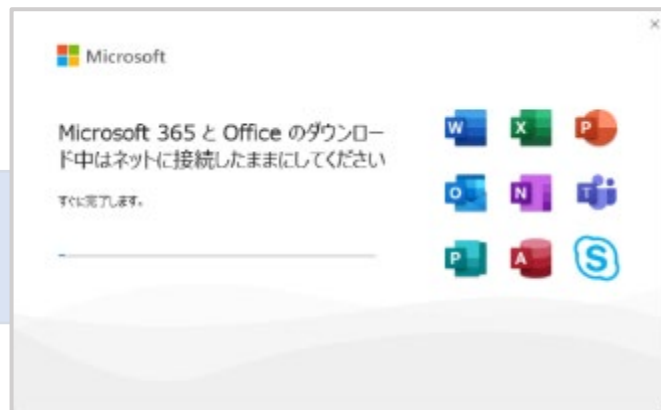 Microsoft
Microsoft 365 と Office のダウンロー
ド中はネットに接続したままにしてください
すぐに完了します。
W
X
P
O
N
T
P
A
S